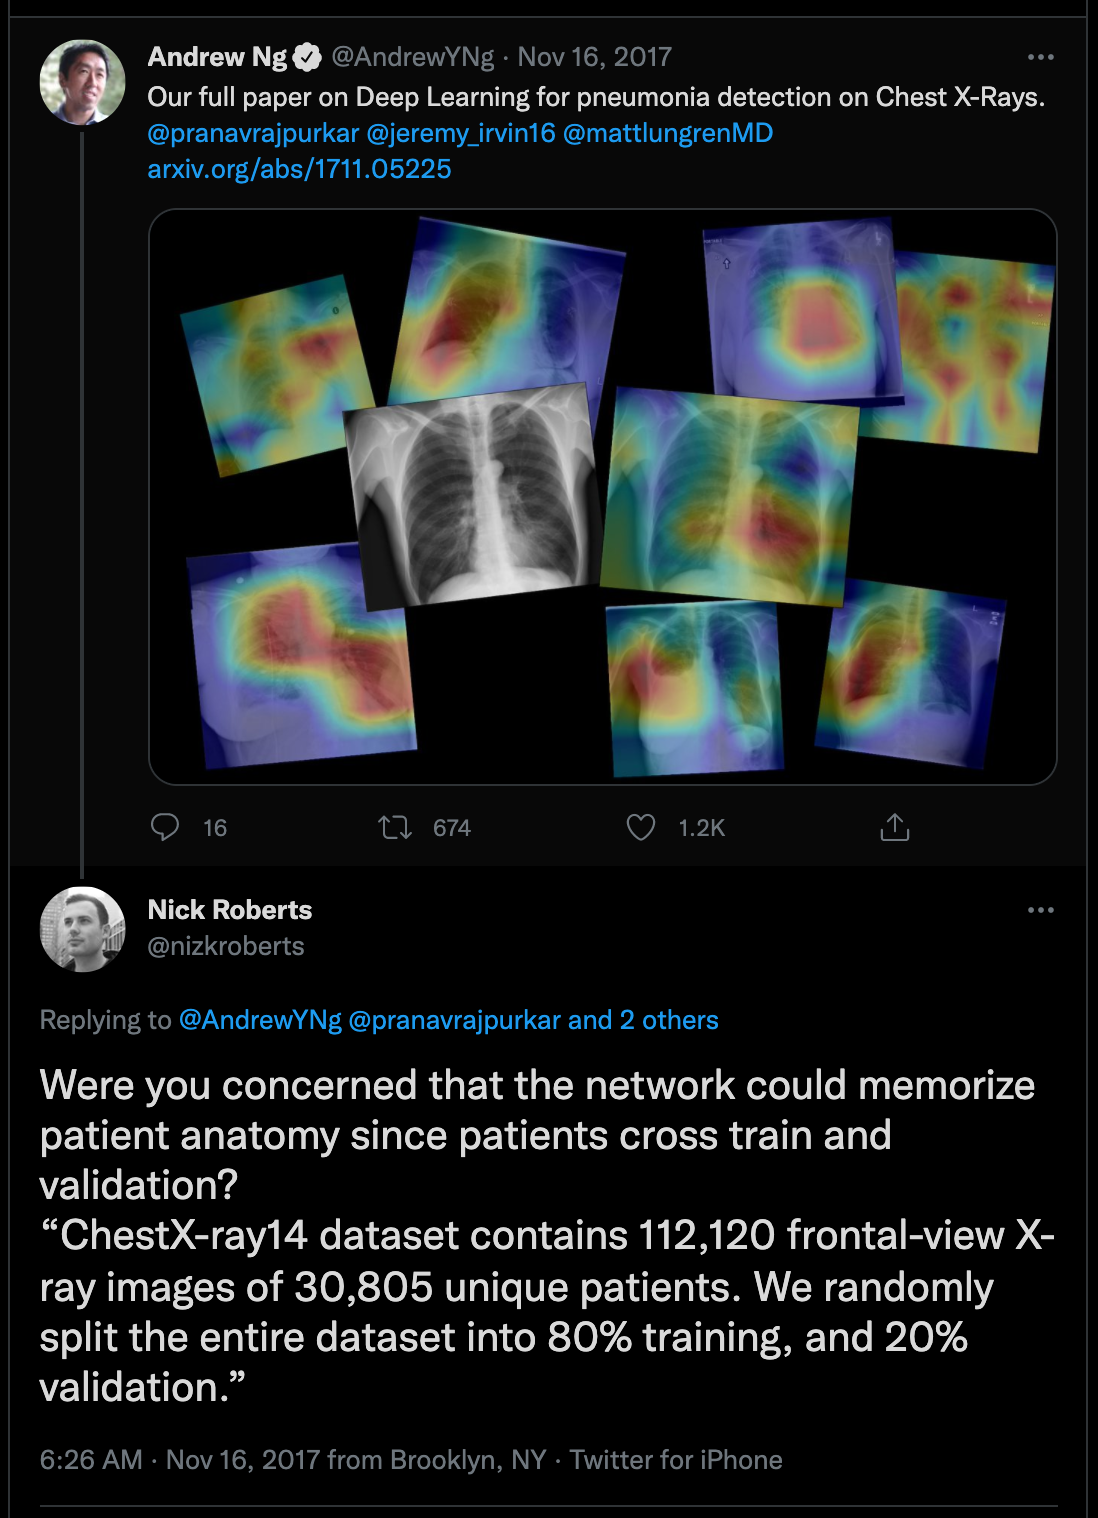 Andrew Ng @AndrewYNg · Nov 16, 2017
Our full paper on Deep Learning for pneumonia detection on Chest X-Rays.
@pranavrajpurkar @jeremy_irvin16 @mattlungrenMD
arxiv.org/abs/1711.05225
16 674 1.2K
Nick Roberts
@nizkroberts
Replying to @AndrewYNg @pranavrajpurkar and 2 others
Were you concerned that the network could memorize
patient anatomy since patients cross train and
validation?
“ChestX-ray14 dataset contains 112,120 frontal-view X-
ray images of 30,805 unique patients. We randomly
split the entire dataset into 80% training, and 20%
validation.”
6:26 AM · Nov 16, 2017 from Brooklyn, NY · Twitter for iPhone